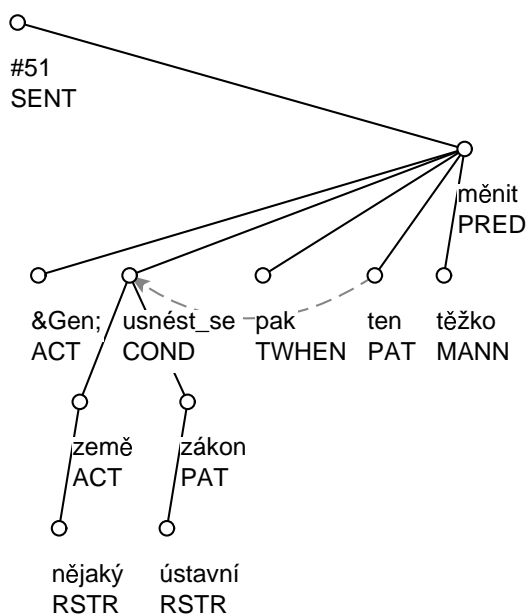 #51
SENT
měnit
PRED
&Gen; usnést_se pak ten těžko
ACT COND TWHEN PAT MANN
země zákon
ACT PAT
nějaký ústavní
RSTR RSTR